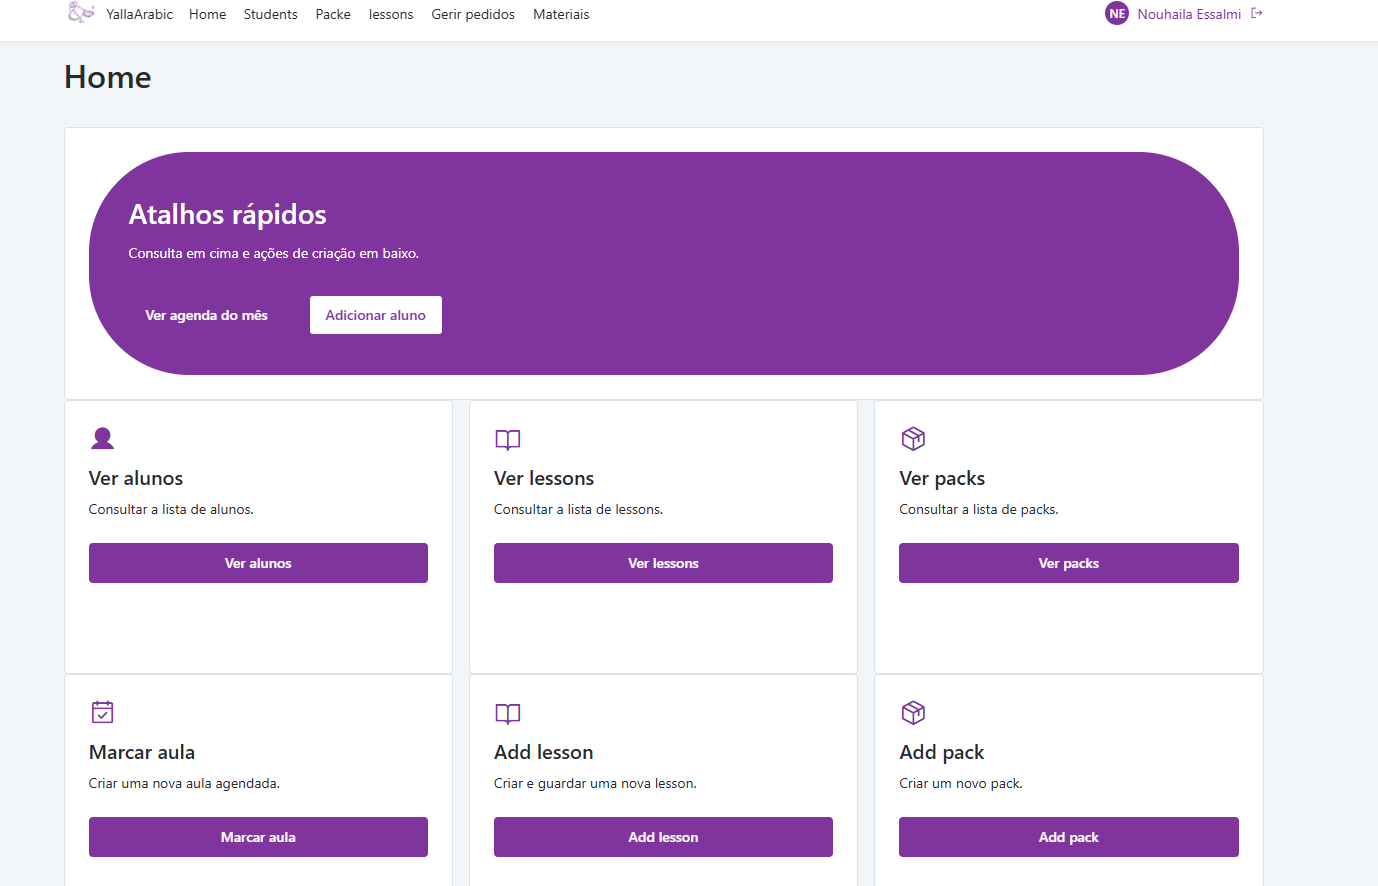 YallaArabic Home Students Packe lessons Gerir pedidos Materiais NE Nouhaila Essalmi
Home
Atalhos rápidos
Consulta em cima e ações de criação em baixo.
Ver agenda do mês Adicionar aluno
Ver alunos Ver lessons Ver packs
Consultar a lista de alunos. Consultar a lista de lessons. Consultar a lista de packs.
Ver alunos Ver lessons Ver packs
Marcar aula Add lesson Add pack
Criar uma nova aula agendada. Criar e guardar uma nova lesson. Criar um novo pack.
Marcar aula Add lesson Add pack